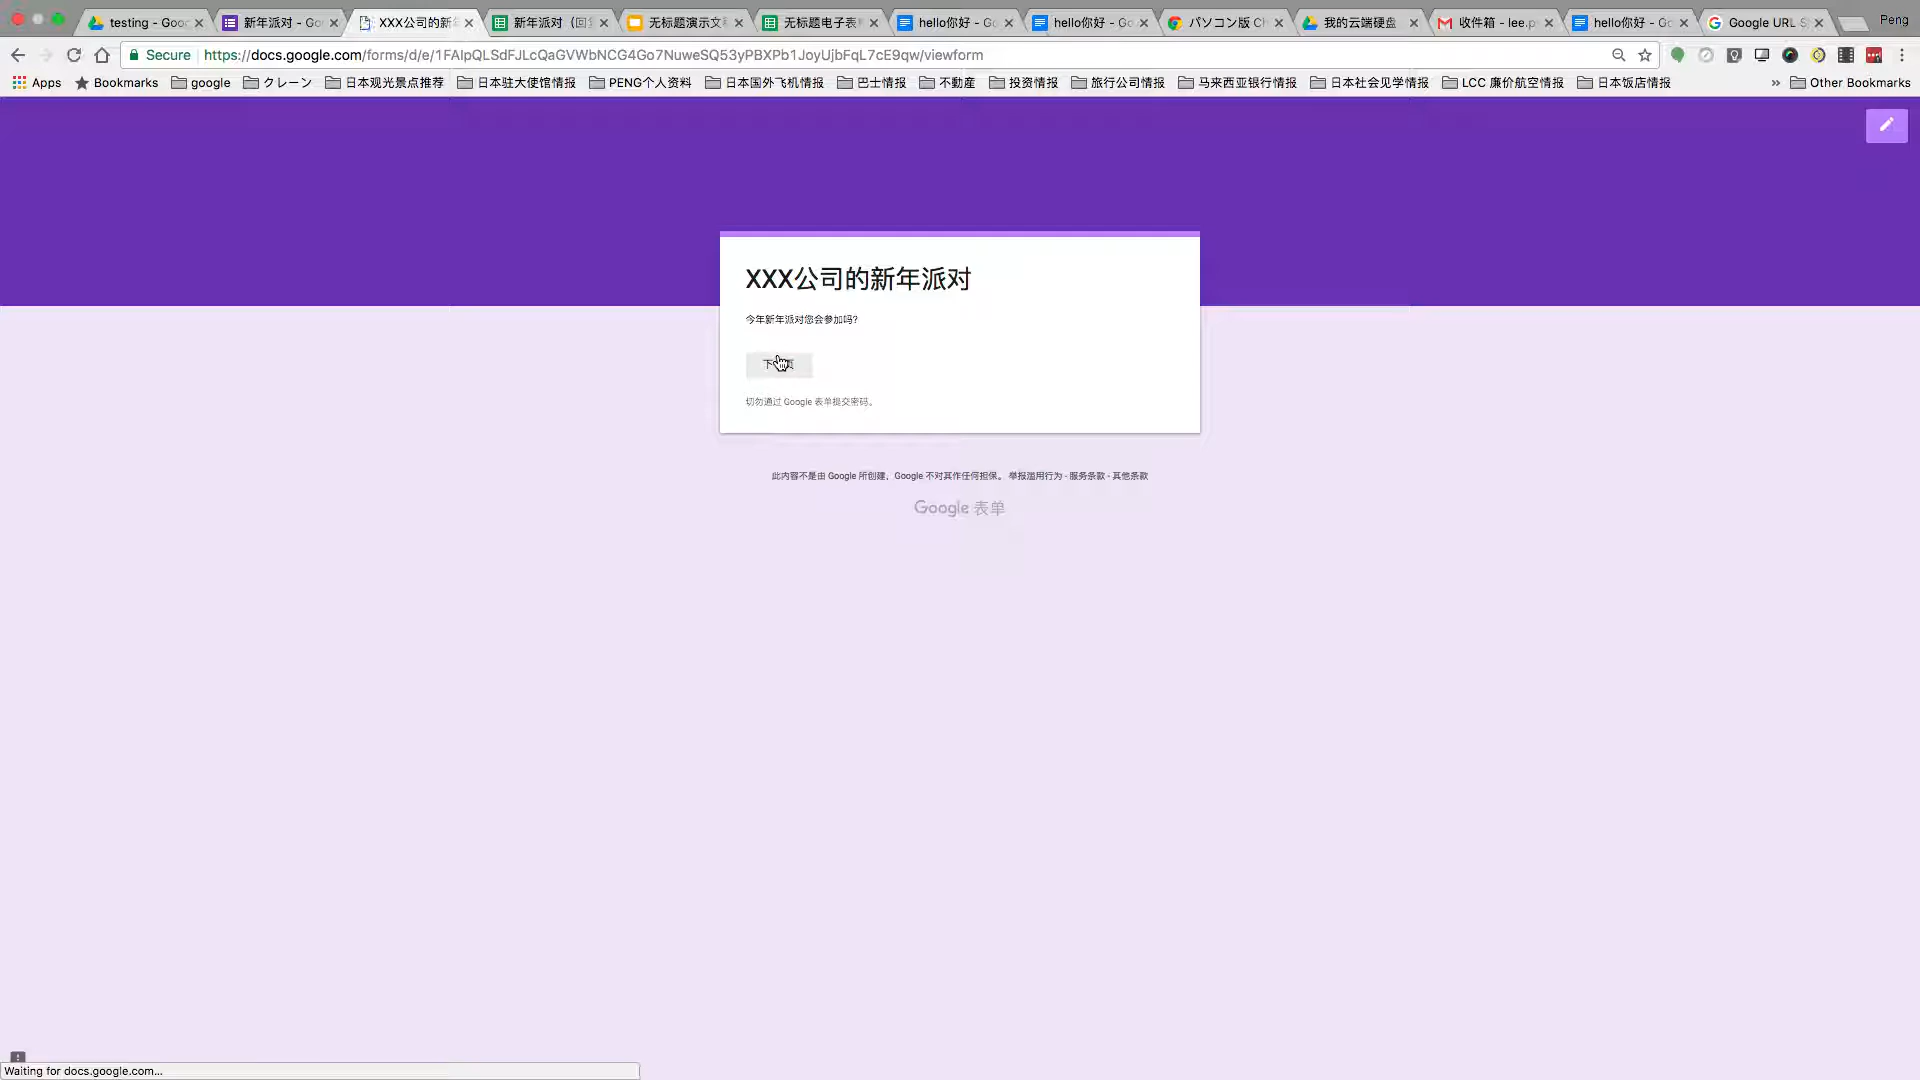 testing - Goo
新年派对 - Go
XXX公司的新
新年派对（回
无标题演示文
无标题电子表
hello你好 - G
hello你好 - Go
パソコン版 C
我的云端硬盘
收件箱 - lee.p
hello你好 - Go
Google URL S
Peng
Secure
https://docs.google.com/forms/d/e/1FAIpQLSdFJLcQaGVWbNCG4Go7NuweSQ53yPBXPb1JoyUjbFqL7cE9qw/viewform
Apps
Bookmarks
google
クレーン
日本观光景点推荐
日本驻大使馆情报
PENG个人资料
日本国外飞机情报
巴士情报
不動産
投资情报
旅行公司情报
马来西亚银行情报
日本社会见学情报
LCC 廉价航空情报
日本饭店情报
»
Other Bookmarks
XXX公司的新年派对
今年新年派对您会参加吗?
下 页
切勿通过 Google 表单提交密码。
此内容不是由 Google 所创建，Google 不对其作任何担保。 举报滥用行为 - 服务条款 - 其他条款
Google 表单
Waiting for docs.google.com...